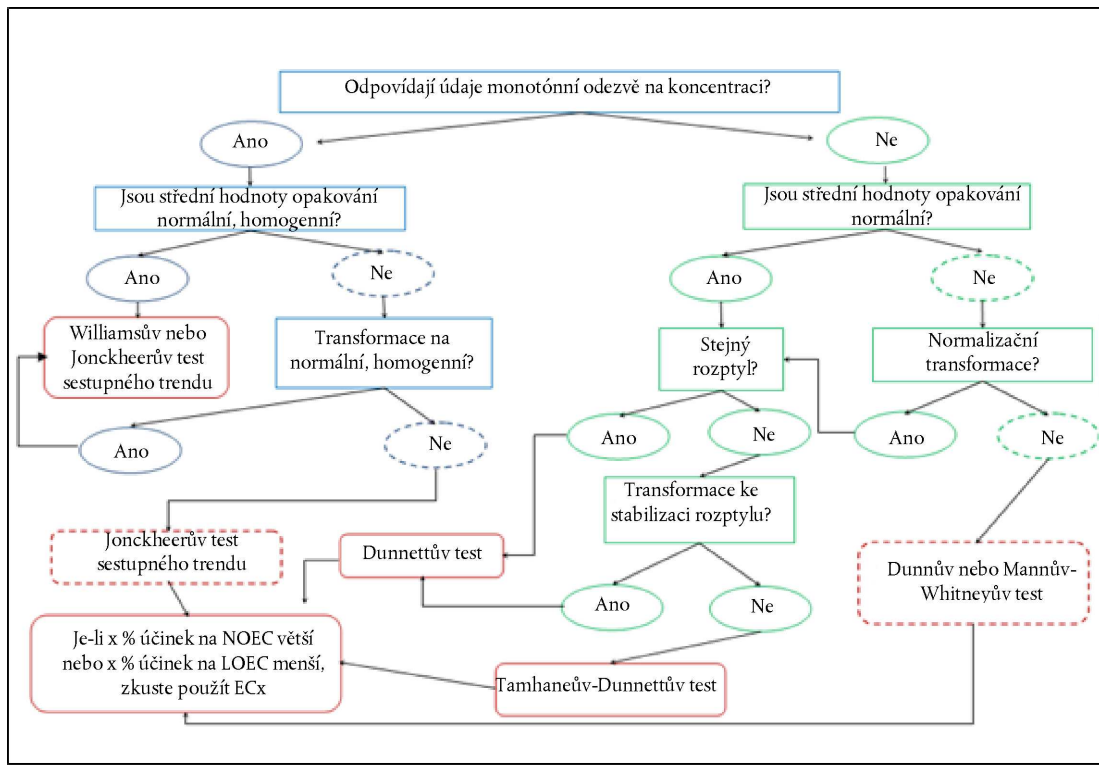 Odpovídají údaje monotónní odezvě na koncentraci?
Ano
Ne
Jsou střední hodnoty opakování
normální, homogenní?
Jsou střední hodnoty opakování
normální?
Ano
Ne
Ano
Ne
Williamsův nebo
Jonckheerův test
sestupného trendu
Transformace na
normální, homogenní?
Stejný
rozptyl?
Normalizační
transformace?
Ano
Ne
Ano
Ne
Ano
Ne
Transformace ke
stabilizaci rozptylu?
Jonckheerův test
sestupného trendu
Dunnettův test
Dunnův nebo Mannův-
Whitneyův test
Ano
Ne
Je-li x % účinek na NOEC větší
nebo x % účinek na LOEC menší,
zkuste použít ECx
Tamhaneův-Dunnettův test